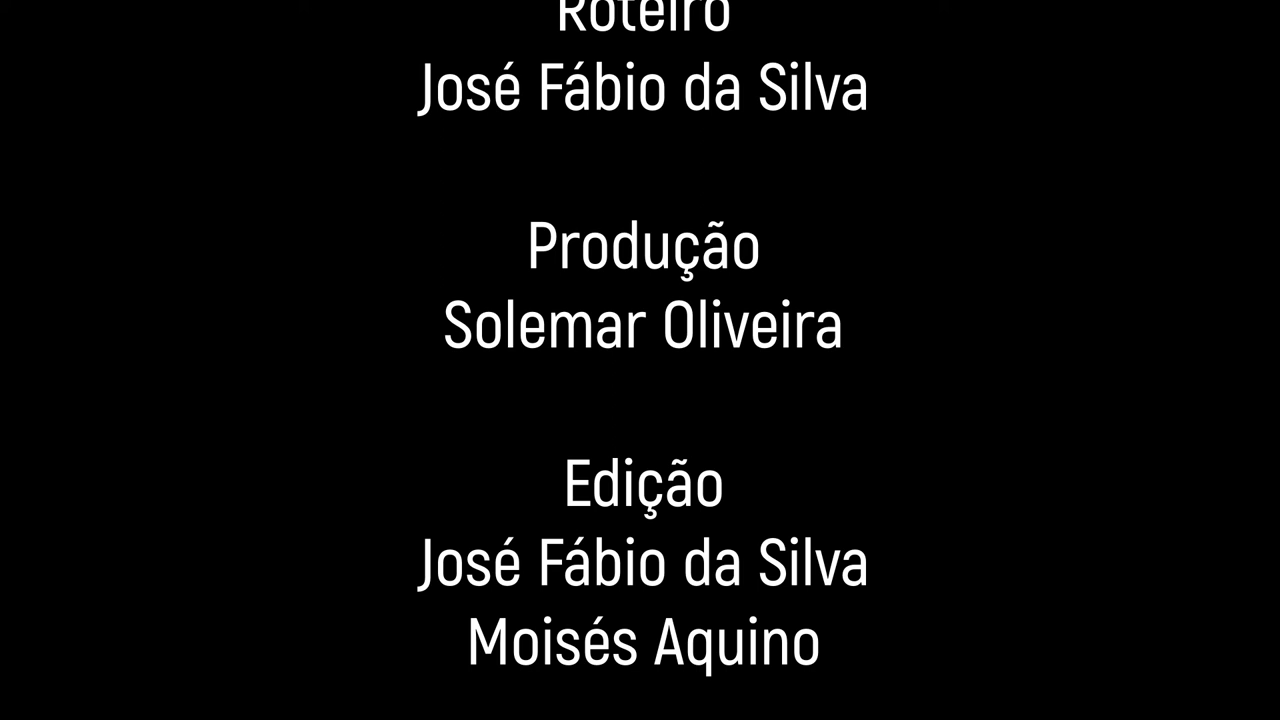 Roteiro
José Fábio da Silva
Produção
Solemar Oliveira
Edição
José Fábio da Silva
Moisés Aquino